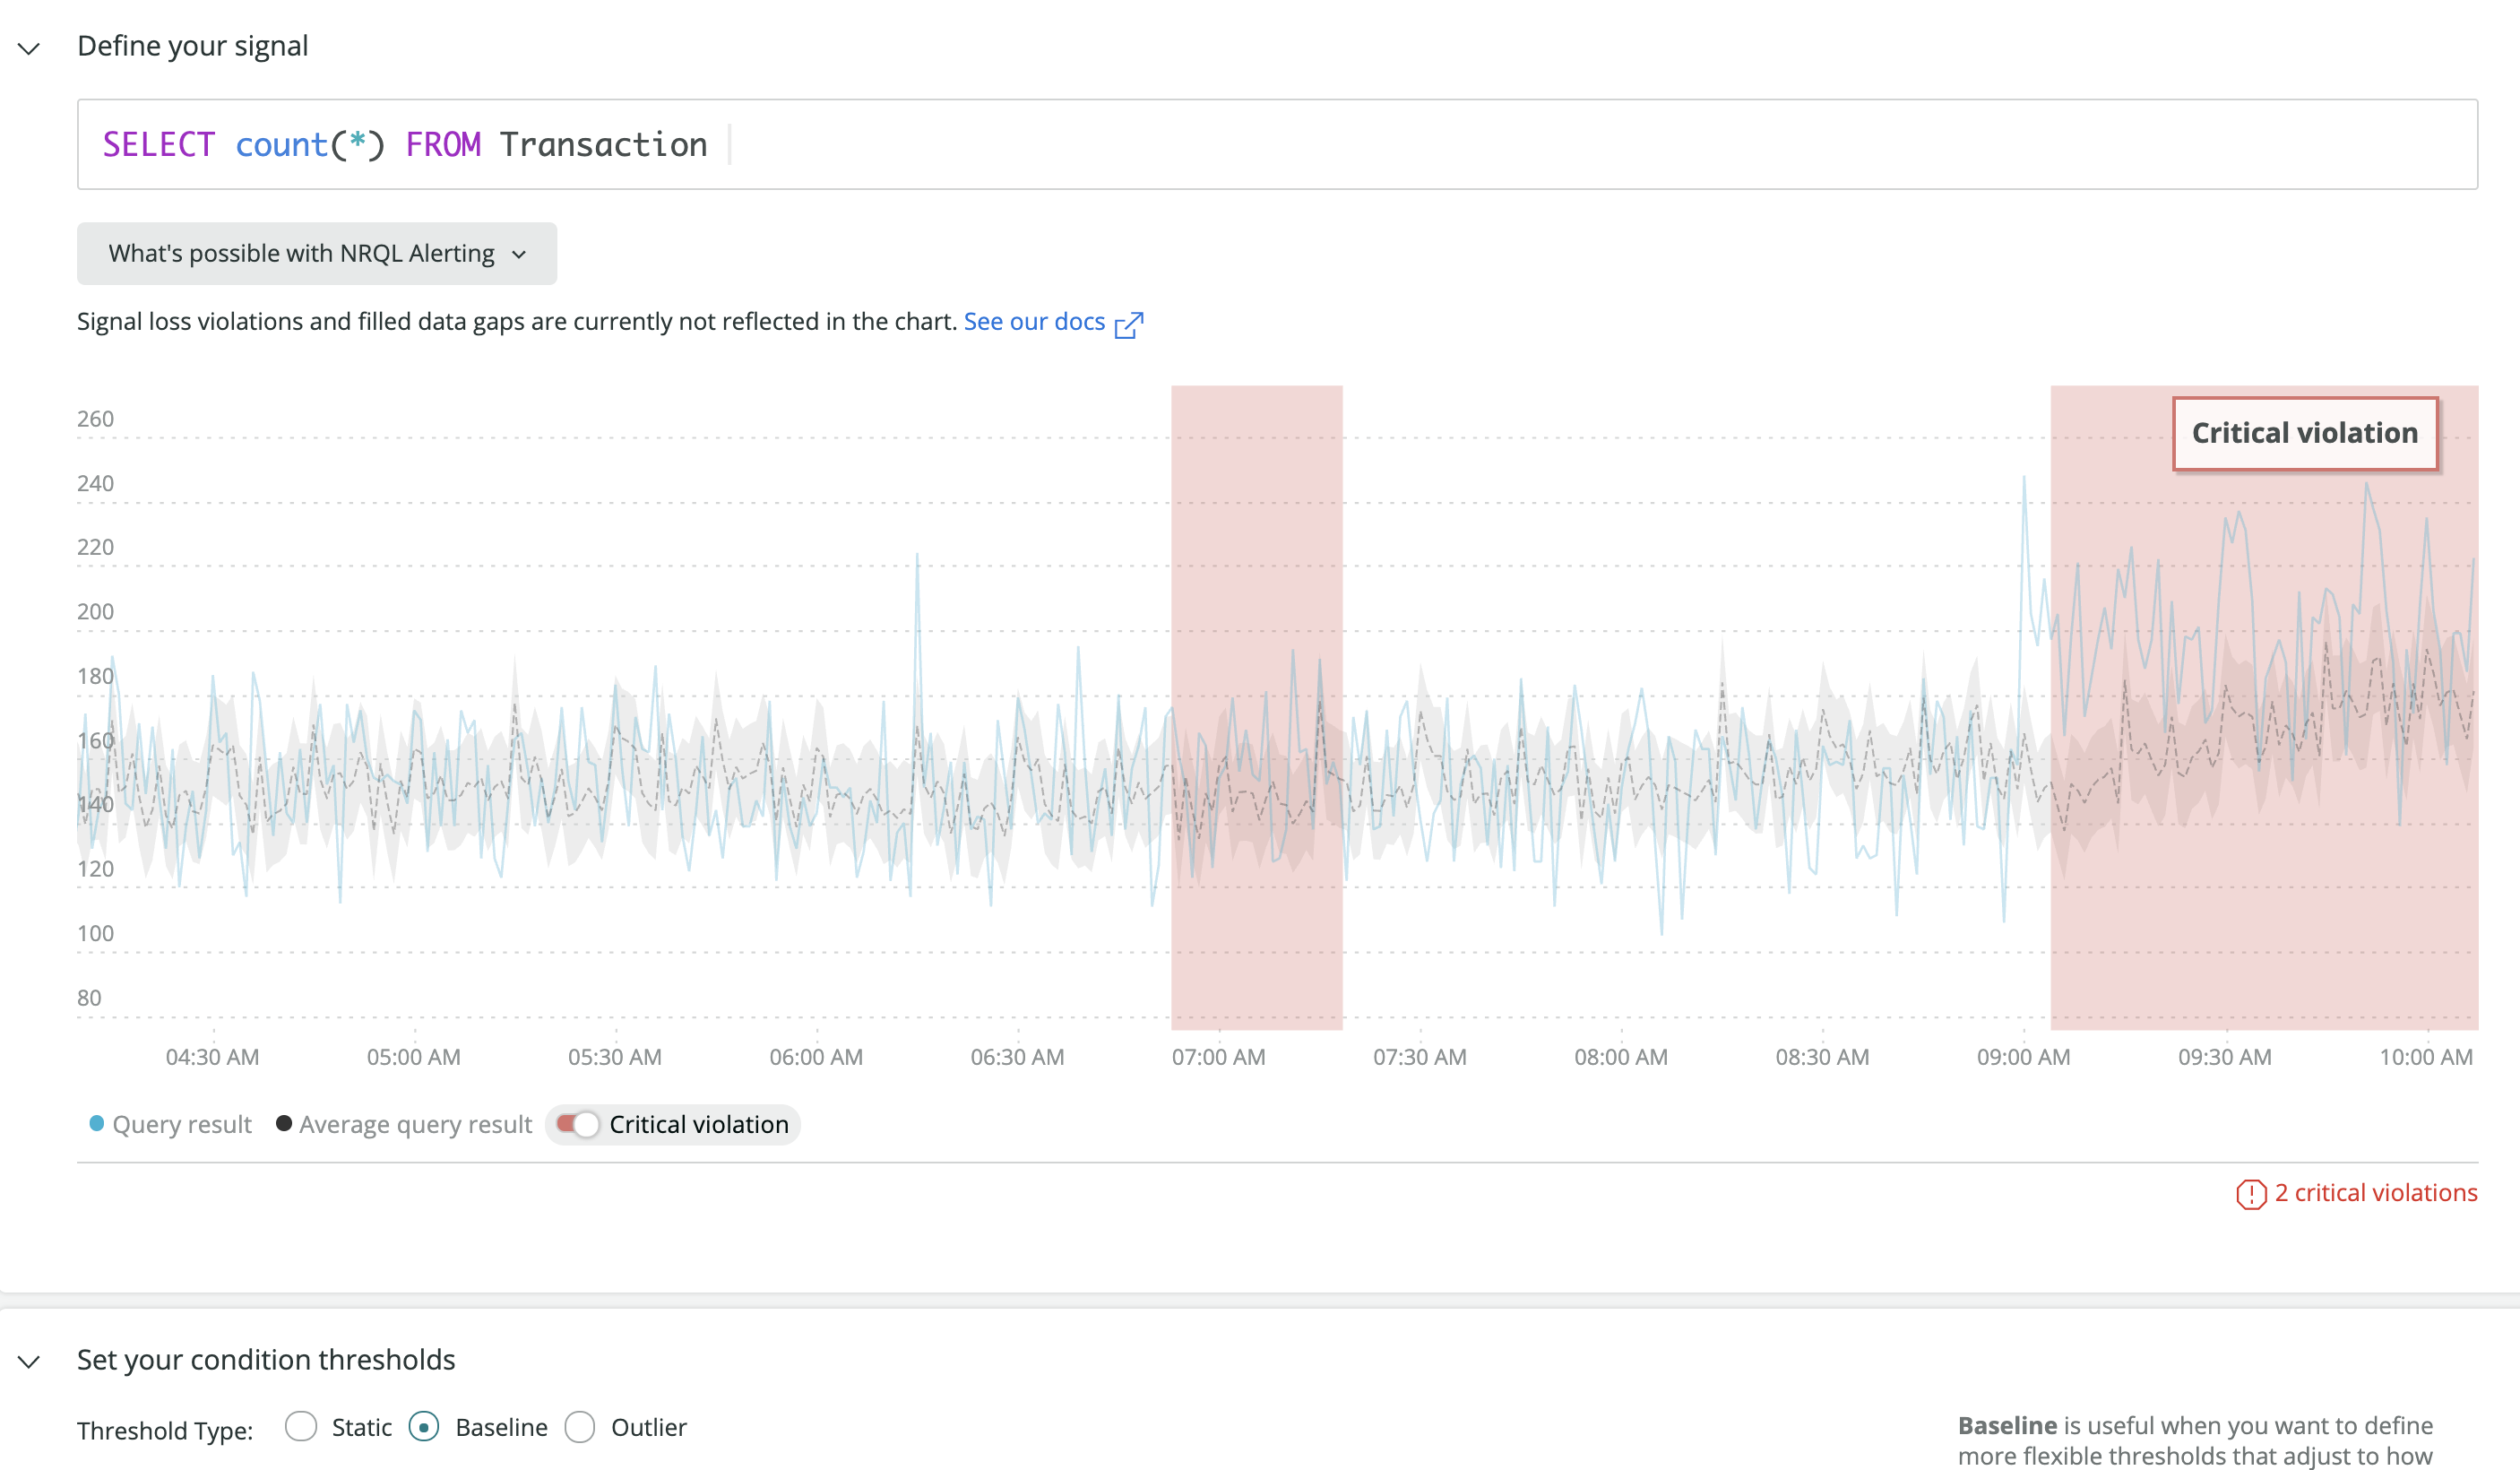 Define your signal
SELECT count(*) FROM Transaction
What's possible with NRQL Alerting
Signal loss violations and filled data gaps are currently not reflected in the chart. See our docs
Critical violation
260
240
220
200
180
160
140
120
100
80
04:30 AM 05:00 AM 05:30 AM 06:00 AM 06:30 AM 07:00 AM 07:30 AM 08:00 AM 08:30 AM 09:00 AM 09:30 AM 10:00 AM
Query result Average query result Critical violation
2 critical violations
Set your condition thresholds
Threshold Type: Static Baseline Outlier
Baseline is useful when you want to define
more flexible thresholds that adjust to how